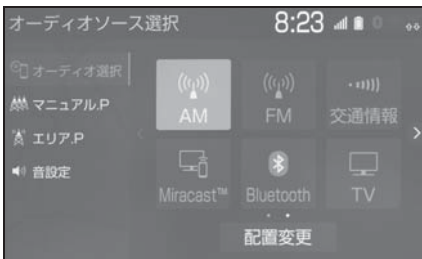 オーディオソース選択 8:23
オーディオ選択
マニュアル.P
エリア.P
音設定
AM FM 交通情報
Miracast™ Bluetooth TV
配置変更